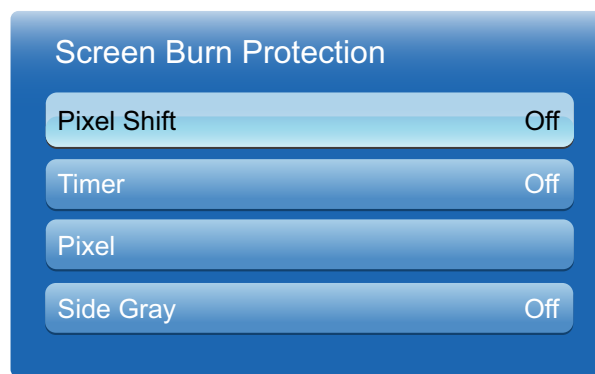 Screen Burn Protection
Pixel Shift Off
Timer Off
Pixel
Side Gray Off